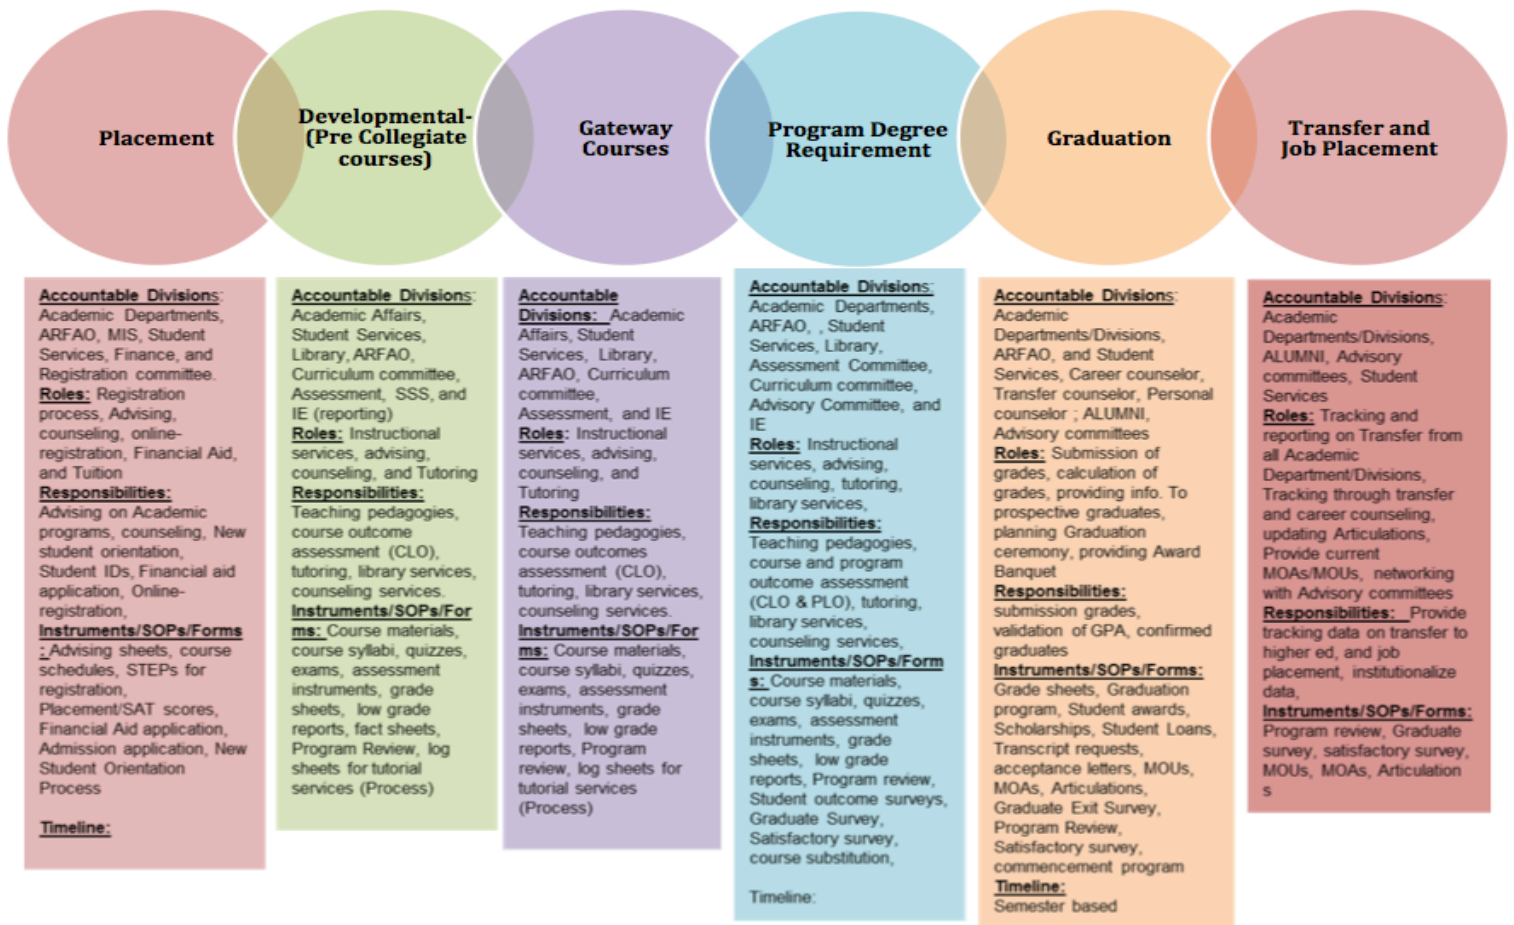 Placement
Developmental-
(Pre Collegiate
courses)
Gateway
Courses
Program Degree
Requirement
Graduation
Transfer and
Job Placement
Accountable Divisions:
Academic Departments,
ARFAO, MIS, Student
Services, Finance, and
Registration committee.
Roles: Registration
process, Advising,
counseling, online-
registration, Financial Aid,
and Tuition
Responsibilities:
Advising on Academic
programs, counseling, New
student orientation,
Student IDs, Financial aid
application, Online-
registration,
Instruments/SOPs/Forms
: Advising sheets, course
schedules, STEPs for
registration,
Placement/SAT scores,
Financial Aid application,
Admission application, New
Student Orientation
Process
Timeline:
Accountable Divisions:
Academic Affairs,
Student Services,
Library, ARFAO,
Curriculum committee,
Assessment, SSS, and
IE (reporting)
Roles: Instructional
services, advising,
counseling, and Tutoring
Responsibilities:
Teaching pedagogies,
course outcome
assessment (CLO),
tutoring, library services,
counseling services.
Instruments/SOPs/For
ms: Course materials,
course syllabi, quizzes,
exams, assessment
instruments, grade
sheets, low grade
reports, fact sheets,
Program Review, log
sheets for tutorial
services (Process)
Accountable
Divisions: Academic
Affairs, Student
Services, Library,
ARFAO, Curriculum
committee,
Assessment, and IE
Roles: Instructional
services, advising,
counseling, and
Tutoring
Responsibilities:
Teaching pedagogies,
course outcomes
assessment (CLO),
tutoring, library services,
counseling services.
Instruments/SOPs/For
ms: Course materials,
course syllabi, quizzes,
exams, assessment
instruments, grade
sheets, low grade
reports, Program
review, log sheets for
tutorial services
(Process)
Accountable Divisions:
Academic Departments,
ARFAO, , Student
Services, Library,
Assessment Committee,
Curriculum committee,
Advisory Committee, and
IE
Roles: Instructional
services, advising,
counseling, tutoring,
library services,
Responsibilities:
Teaching pedagogies,
course and program
outcome assessment
(CLO & PLO), tutoring,
library services,
counseling services,
Instruments/SOPs/Form
s: Course materials,
course syllabi, quizzes,
exams, assessment
instruments, grade
sheets, low grade
reports, Program review,
Student outcome surveys,
Graduate Survey,
Satisfactory survey,
course substitution,
Timeline:
Accountable Divisions:
Academic
Departments/Divisions,
ARFAO, and Student
Services, Career counselor,
Transfer counselor, Personal
counselor ; ALUMNI,
Advisory committees
Roles: Submission of
grades, calculation of
grades, providing info. To
prospective graduates,
planning Graduation
ceremony, providing Award
Banquet
Responsibilities:
submission grades,
validation of GPA, confirmed
graduates
Instruments/SOPs/Forms:
Grade sheets, Graduation
program, Student awards,
Scholarships, Student Loans,
Transcript requests,
acceptance letters, MOUs,
MOAs, Articulations,
Graduate Exit Survey,
Program Review,
Satisfactory survey,
commencement program
Timeline:
Semester based
Accountable Divisions:
Academic
Departments/Divisions,
ALUMNI, Advisory
committees, Student
Services
Roles: Tracking and
reporting on Transfer from
all Academic
Department/Divisions,
Tracking through transfer
and career counseling,
updating Articulations,
Provide current
MOAs/MOUs, networking
with Advisory committees
Responsibilities: Provide
tracking data on transfer to
higher ed, and job
placement, institutionalize
data,
Instruments/SOPs/Forms:
Program review, Graduate
survey, satisfactory survey,
MOUs, MOAs, Articulation
s